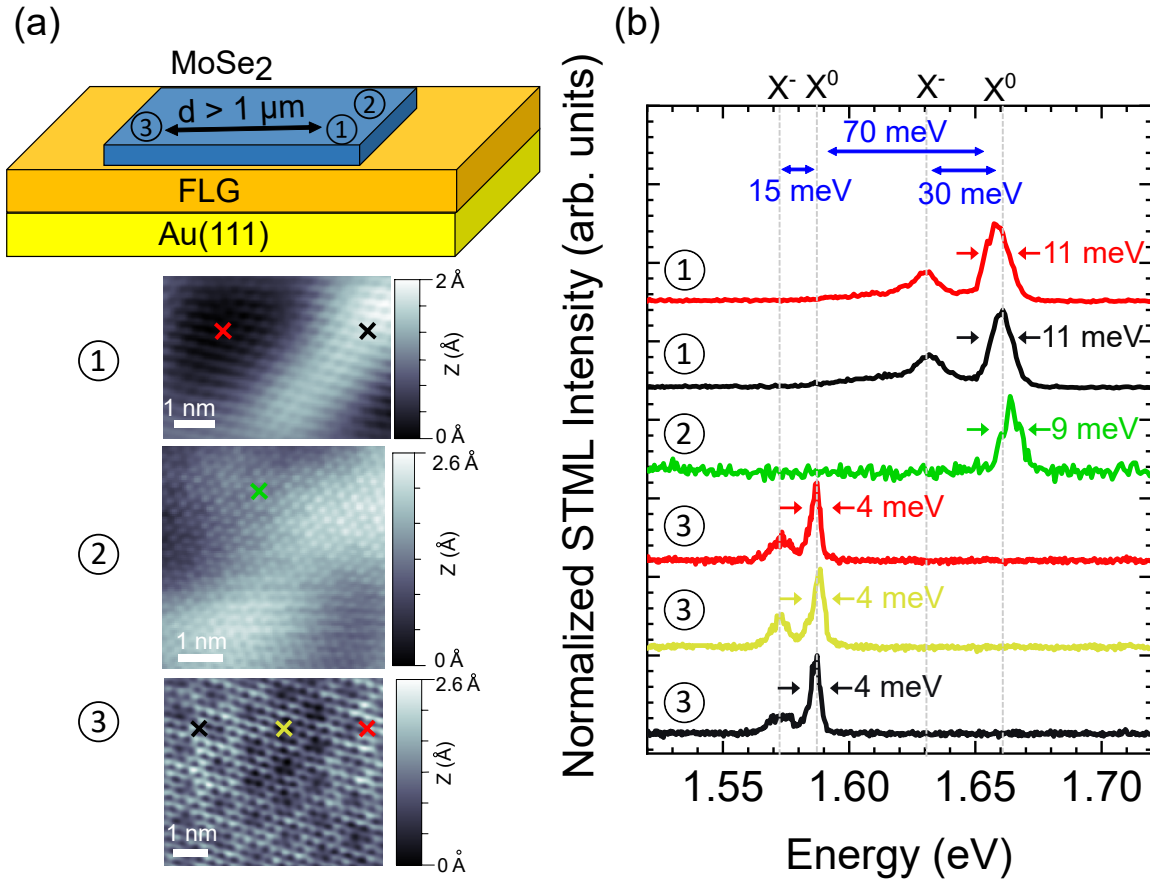 (a)
MoSe2
d > 1 µm
③
②
①
FLG
Au(111)
①
1 nm
2 Å
Z (Å)
0 Å
②
1 nm
2.6 Å
Z (Å)
0 Å
③
1 nm
2.6 Å
Z (Å)
0 Å
(b)
X- X0 X- X0
70 meV
15 meV
30 meV
① 11 meV
① 11 meV
② 9 meV
③ 4 meV
③ 4 meV
③ 4 meV
Normalized STML Intensity (arb. units)
1.55 1.60 1.65 1.70
Energy (eV)